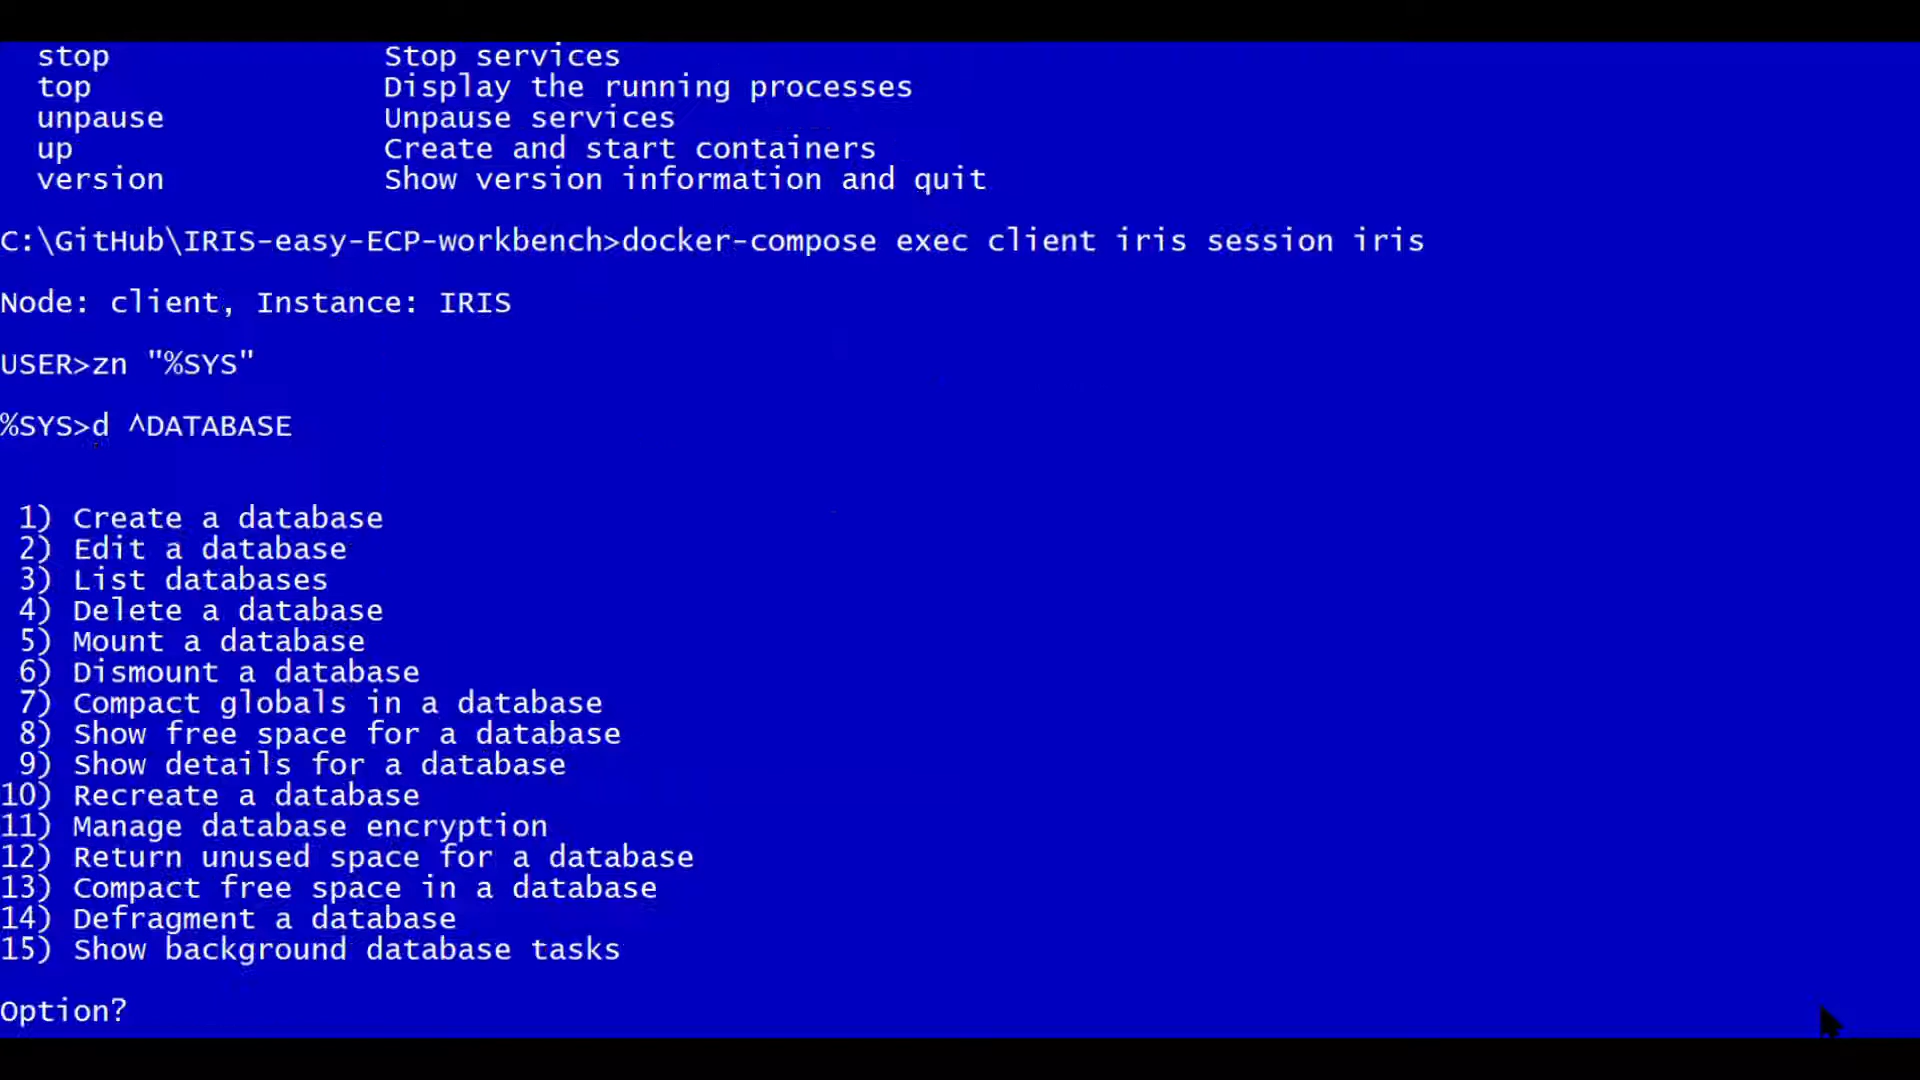 stop Stop services
top Display the running processes
unpause Unpause services
up Create and start containers
version Show version information and quit
C:\GitHub\IRIS-easy-ECP-workbench>docker-compose exec client iris session iris
Node: client, Instance: IRIS
USER>zn "%SYS"
%SYS>d ^DATABASE
1) Create a database
2) Edit a database
3) List databases
4) Delete a database
5) Mount a database
6) Dismount a database
7) Compact globals in a database
8) Show free space for a database
9) Show details for a database
10) Recreate a database
11) Manage database encryption
12) Return unused space for a database
13) Compact free space in a database
14) Defragment a database
15) Show background database tasks
Option?